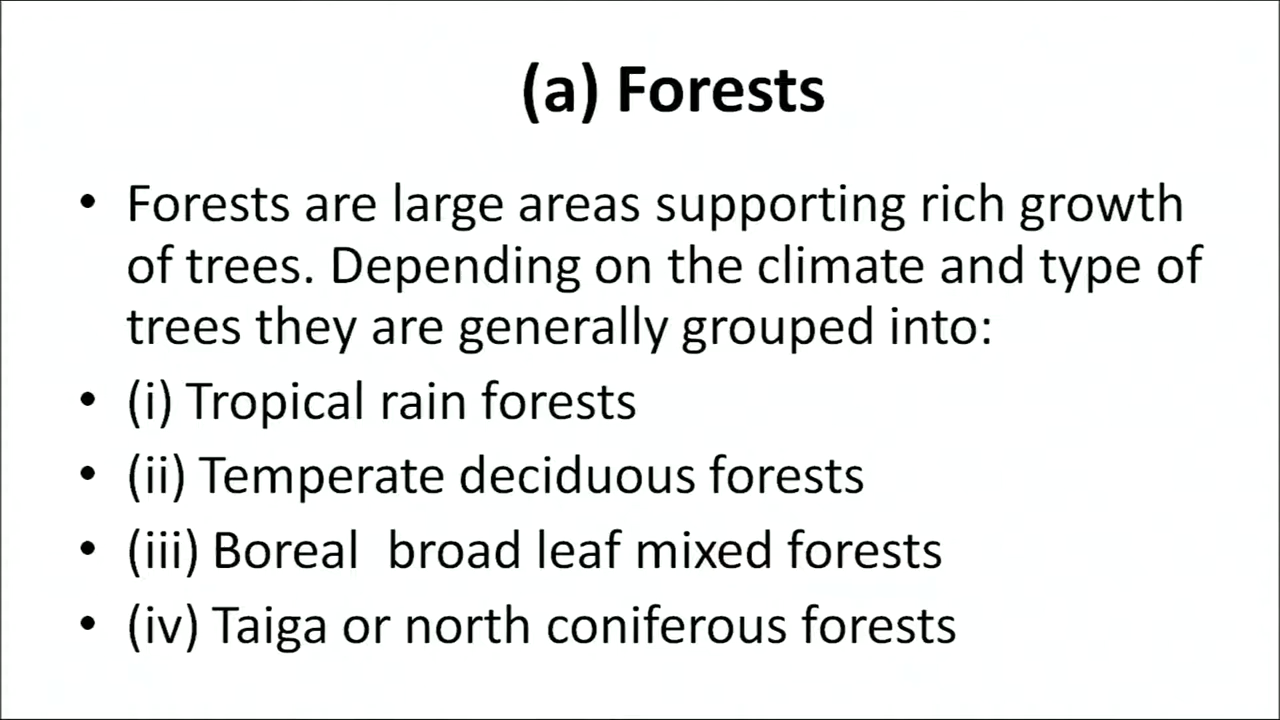 (a) Forests
• Forests are large areas supporting rich growth
of trees. Depending on the climate and type of
trees they are generally grouped into:
• (i) Tropical rain forests
• (ii) Temperate deciduous forests
• (iii) Boreal  broad leaf mixed forests
• (iv) Taiga or north coniferous forests